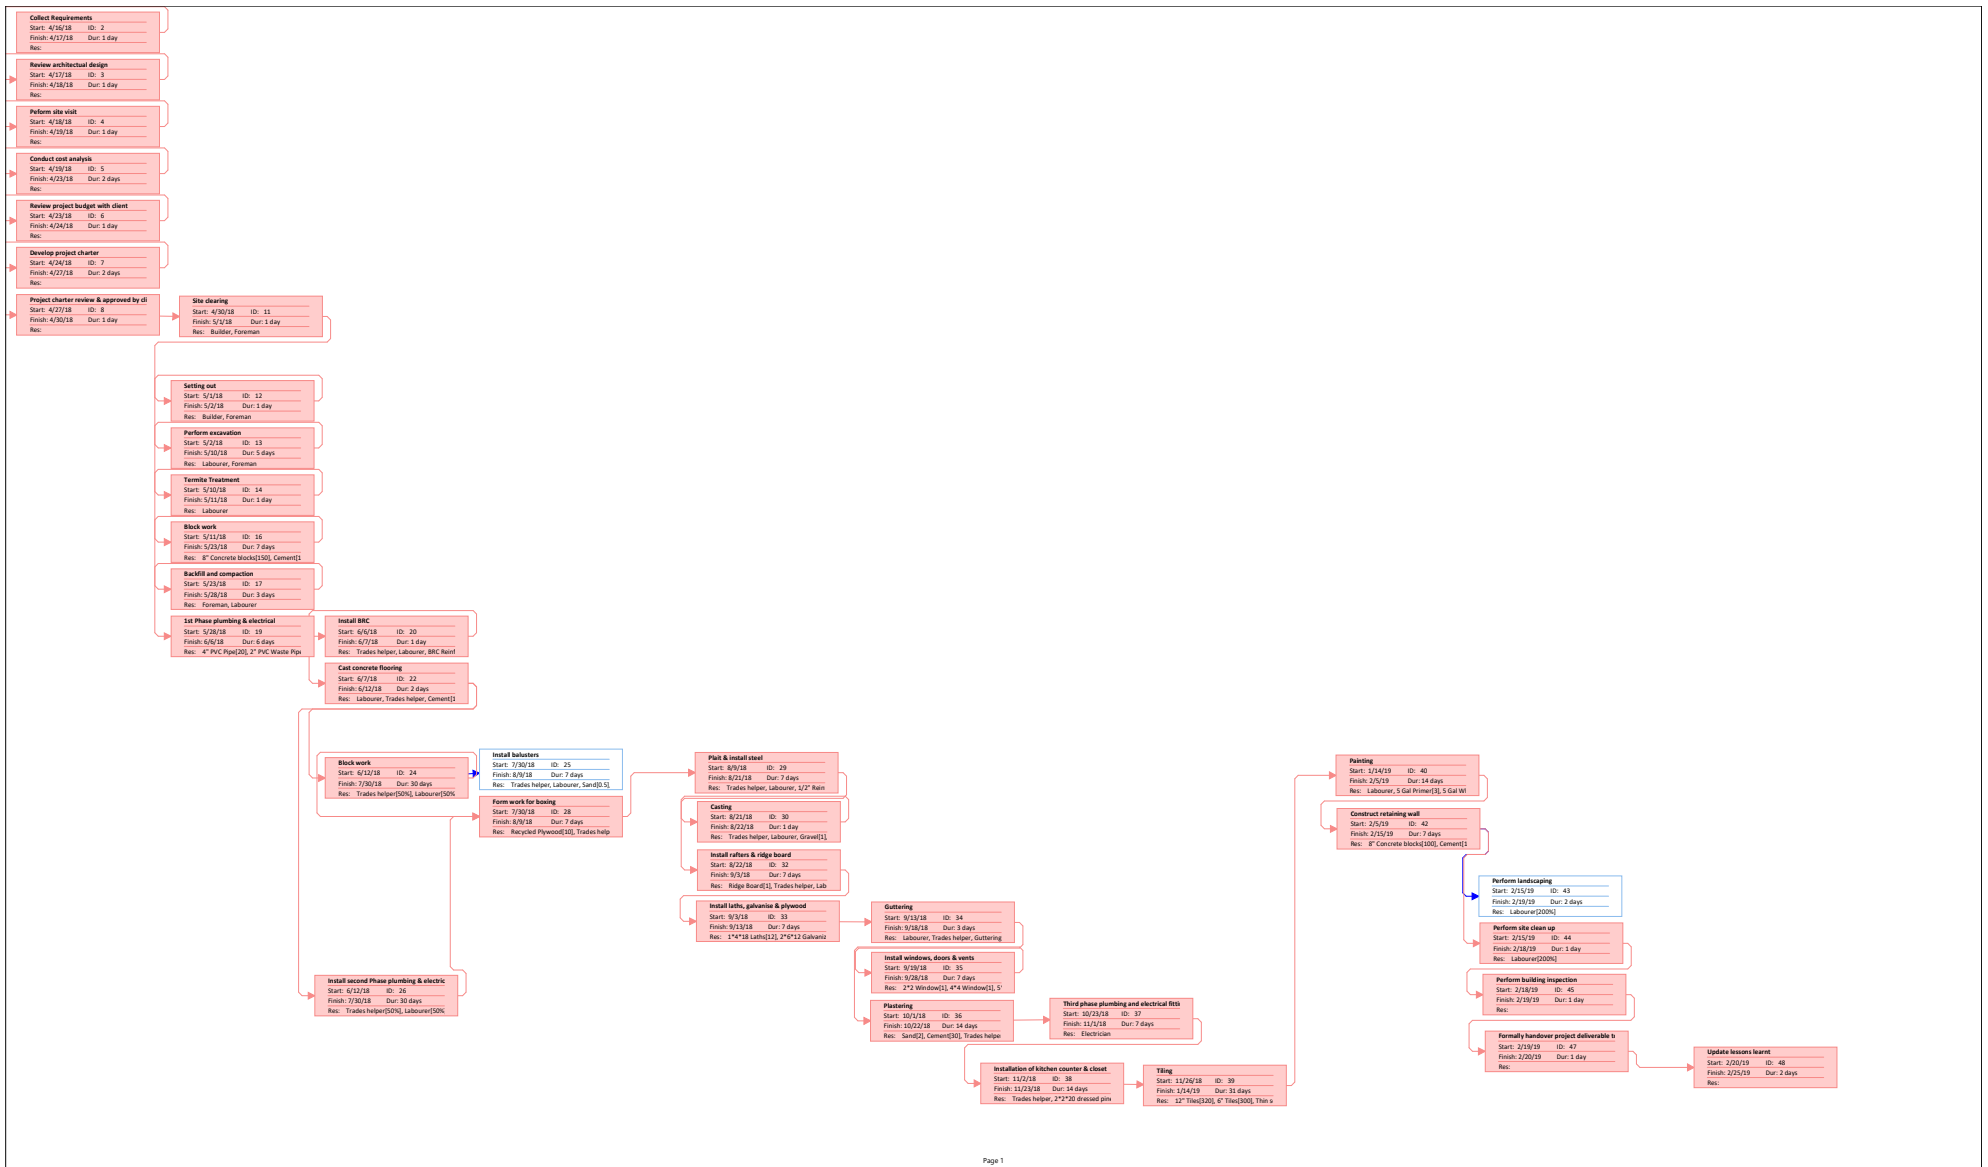 Collect Requirements
Start: 4/16/18 ID: 2
Finish: 4/17/18 Dur: 1 day
Res:
Review architectual design
Start: 4/17/18 ID: 3
Finish: 4/18/18 Dur: 1 day
Res:
Peform site visit
Start: 4/18/18 ID: 4
Finish: 4/19/18 Dur: 1 day
Res:
Conduct cost analysis
Start: 4/19/18 ID: 5
Finish: 4/23/18 Dur: 2 days
Res:
Review project budget with client
Start: 4/23/18 ID: 6
Finish: 4/24/18 Dur: 1 day
Res:
Develop project charter
Start: 4/24/18 ID: 7
Finish: 4/27/18 Dur: 2 days
Res:
Project charter review & approved by cli
Start: 4/27/18 ID: 8
Finish: 4/30/18 Dur: 1 day
Res:
Site clearing
Start: 4/30/18 ID: 11
Finish: 5/1/18 Dur: 1 day
Res: Builder, Foreman
Setting out
Start: 5/1/18 ID: 12
Finish: 5/2/18 Dur: 1 day
Res: Builder, Foreman
Perform excavation
Start: 5/2/18 ID: 13
Finish: 5/10/18 Dur: 5 days
Res: Labourer, Foreman
Termite Treatment
Start: 5/10/18 ID: 14
Finish: 5/11/18 Dur: 1 day
Res: Labourer
Block work
Start: 5/11/18 ID: 16
Finish: 5/23/18 Dur: 7 days
Res: 8" Concrete blocks[150], Cement[1
Backfill and compaction
Start: 5/23/18 ID: 17
Finish: 5/28/18 Dur: 3 days
Res: Foreman, Labourer
1st Phase plumbing & electrical
Start: 5/28/18 ID: 19
Finish: 6/6/18 Dur: 6 days
Res: 4" PVC Pipe[20], 2" PVC Waste Pipe
Install BRC
Start: 6/6/18 ID: 20
Finish: 6/7/18 Dur: 1 day
Res: Trades helper, Labourer, BRC Reinf
Cast concrete flooring
Start: 6/7/18 ID: 22
Finish: 6/12/18 Dur: 2 days
Res: Labourer, Trades helper, Cement[1
Block work
Start: 6/12/18 ID: 24
Finish: 7/30/18 Dur: 30 days
Res: Trades helper[50%], Labourer[50%
Install balusters
Start: 7/30/18 ID: 25
Finish: 8/9/18 Dur: 7 days
Res: Trades helper, Labourer, Sand[0.5],
Form work for boxing
Start: 7/30/18 ID: 28
Finish: 8/9/18 Dur: 7 days
Res: Recycled Plywood[10], Trades help
Install second Phase plumbing & electric
Start: 6/12/18 ID: 26
Finish: 7/30/18 Dur: 30 days
Res: Trades helper[50%], Labourer[50%
Plait & install steel
Start: 8/9/18 ID: 29
Finish: 8/21/18 Dur: 7 days
Res: Trades helper, Labourer, 1/2" Rein
Casting
Start: 8/21/18 ID: 30
Finish: 8/22/18 Dur: 1 day
Res: Trades helper, Labourer, Gravel[1],
Install rafters & ridge board
Start: 8/22/18 ID: 32
Finish: 9/3/18 Dur: 7 days
Res: Ridge Board[1], Trades helper, Lab
Install laths, galvanise & plywood
Start: 9/3/18 ID: 33
Finish: 9/13/18 Dur: 7 days
Res: 1*4*18 Laths[12], 2*6*12 Galvaniz
Guttering
Start: 9/13/18 ID: 34
Finish: 9/18/18 Dur: 3 days
Res: Labourer, Trades helper, Guttering
Install windows, doors & vents
Start: 9/19/18 ID: 35
Finish: 9/28/18 Dur: 7 days
Res: 2*2 Window[1], 4*4 Window[1], 5'
Plastering
Start: 10/1/18 ID: 36
Finish: 10/22/18 Dur: 14 days
Res: Sand[2], Cement[30], Trades helpe
Third phase plumbing and electrical fitti
Start: 10/23/18 ID: 37
Finish: 11/1/18 Dur: 7 days
Res: Electrician
Installation of kitchen counter & closet
Start: 11/2/18 ID: 38
Finish: 11/23/18 Dur: 14 days
Res: Trades helper, 2*2*20 dressed pine
Tiling
Start: 11/26/18 ID: 39
Finish: 1/14/19 Dur: 31 days
Res: 12" Tiles[320], 6" Tiles[300], Thin s
Painting
Start: 1/14/19 ID: 40
Finish: 2/5/19 Dur: 14 days
Res: Labourer, 5 Gal Primer[3], 5 Gal Wl
Construct retaining wall
Start: 2/5/19 ID: 42
Finish: 2/15/19 Dur: 7 days
Res: 8" Concrete blocks[100], Cement[1
Perform landscaping
Start: 2/15/19 ID: 43
Finish: 2/19/19 Dur: 2 days
Res: Labourer[200%]
Perform site clean up
Start: 2/15/19 ID: 44
Finish: 2/18/19 Dur: 1 day
Res: Labourer[200%]
Perform building inspection
Start: 2/18/19 ID: 45
Finish: 2/19/19 Dur: 1 day
Res:
Formally handover project deliverable b
Start: 2/19/19 ID: 47
Finish: 2/20/19 Dur: 1 day
Res:
Update lessons learnt
Start: 2/20/19 ID: 48
Finish: 2/25/19 Dur: 2 days
Res:
Page 1